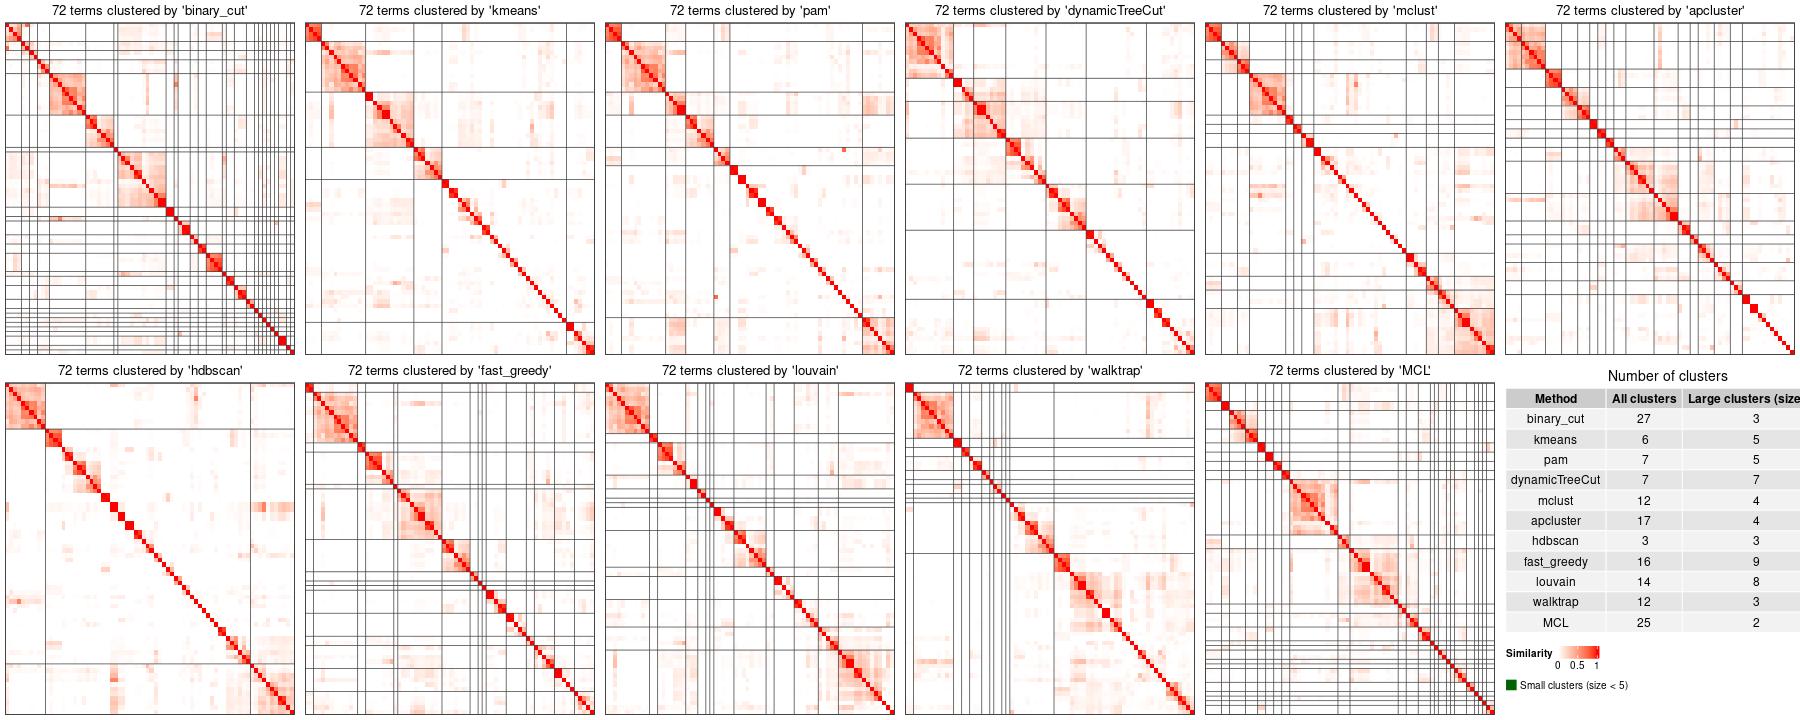 72 terms clustered by 'binary_cut'
72 terms clustered by 'kmeans'
72 terms clustered by 'pam'
72 terms clustered by 'dynamicTreeCut'
72 terms clustered by 'mclust'
72 terms clustered by 'apcluster'
72 terms clustered by 'hdbscan'
72 terms clustered by 'fast_greedy'
72 terms clustered by 'louvain'
72 terms clustered by 'walktrap'
72 terms clustered by 'MCL'
Number of clusters
Method All clusters Large clusters (size
binary_cut 27 3
kmeans 6 5
pam 7 5
dynamicTreeCut 7 7
mclust 12 4
apcluster 17 4
hdbscan 3 3
fast_greedy 16 9
louvain 14 8
walktrap 12 3
MCL 25 2
Similarity
0 0.5 1
Small clusters (size < 5)